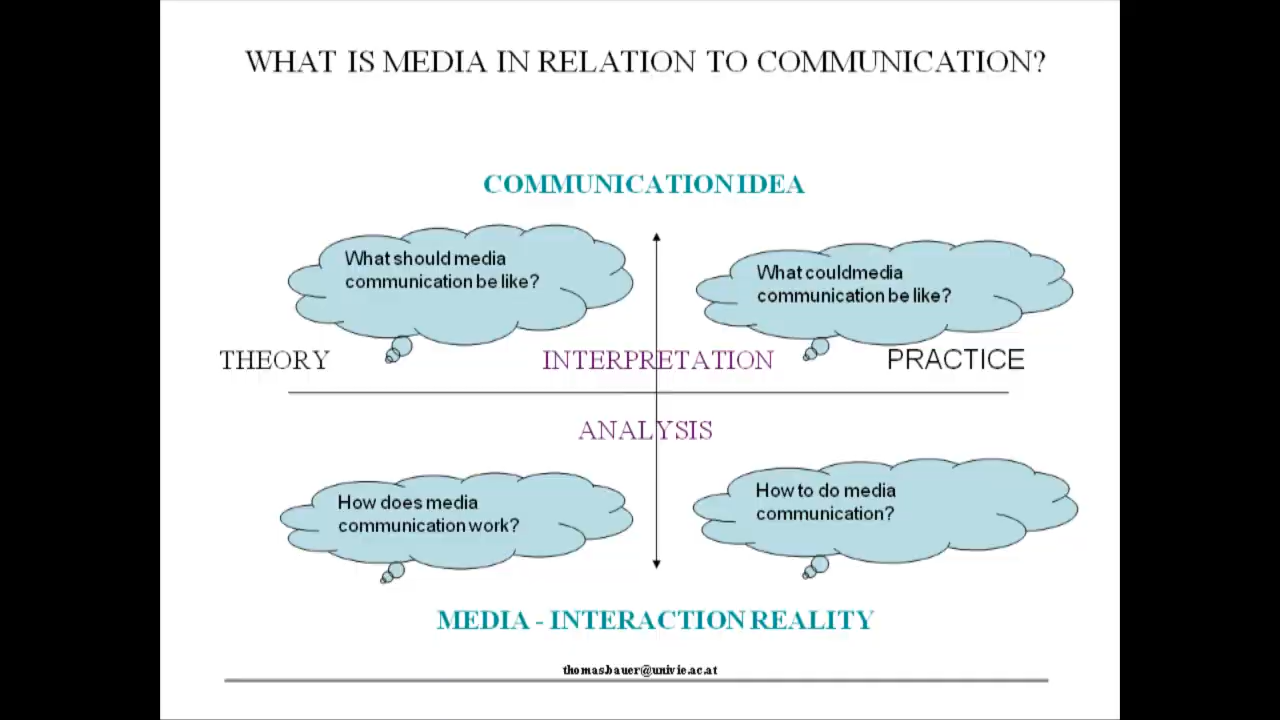 WHAT IS MEDIA IN RELATION TO COMMUNICATION?
COMMUNICATION IDEA
What should media
communication be like?
What couldmedia
communication be like?
THEORY
INTERPRETATION
PRACTICE
ANALYSIS
How does media
communication work?
How to do media
communication?
MEDIA - INTERACTION REALITY
thomas.bauer@univie.ac.at